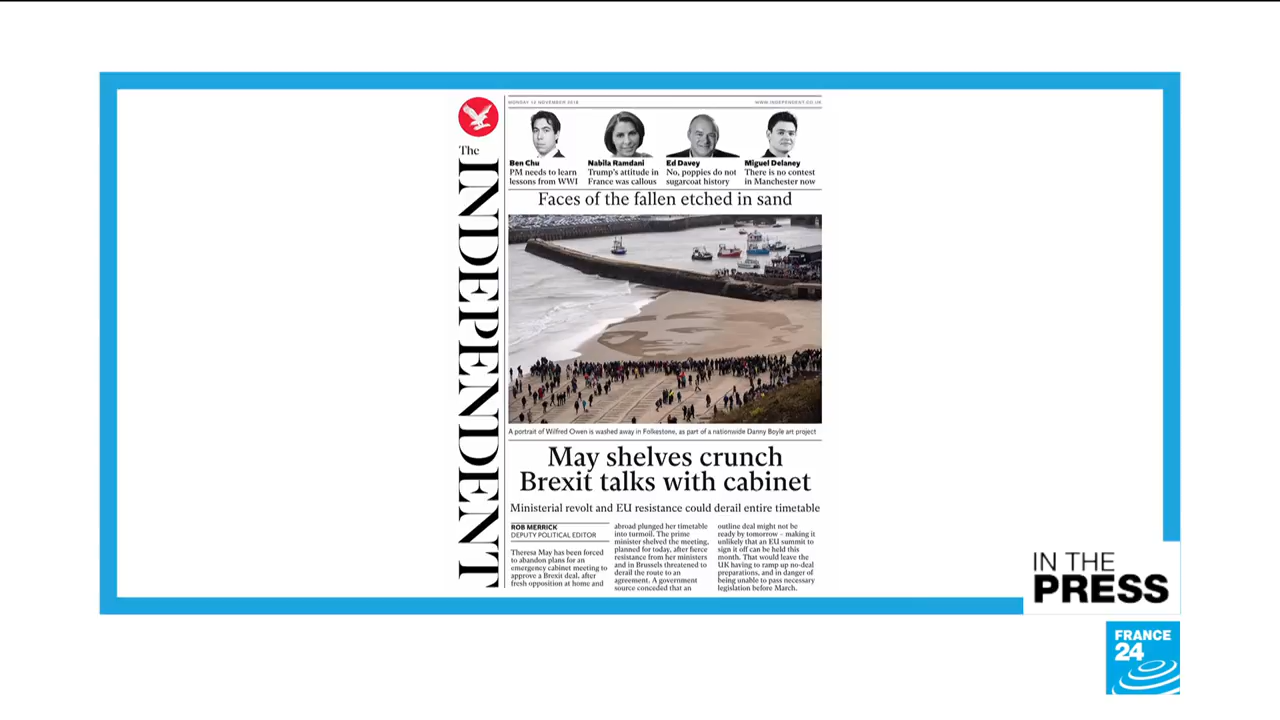 MONDAY 12 NOVEMBER 2018
WWW.INDEPENDENT.CO.UK
The
INDEPENDENT
Ben Chu
PM needs to learn
lessons from WWI
Nabila Ramdani
Trump's attitude in
France was callous
Ed Davey
No, poppies do not
sugarcoat history
Miguel Delaney
There is no contest
in Manchester now
Faces of the fallen etched in sand
A portrait of Wilfred Owen is washed away in Folkestone, as part of a nationwide Danny Boyle art project
May shelves crunch
Brexit talks with cabinet
Ministerial revolt and EU resistance could derail entire timetable
ROB MERRICK
DEPUTY POLITICAL EDITOR
Theresa May has been forced
to abandon plans for an
emergency cabinet meeting to
approve a Brexit deal, after
fresh opposition at home and
abroad plunged her timetable
into turmoil. The prime
minister shelved the meeting,
planned for today, after fierce
resistance from her ministers
and in Brussels threatened to
derail the route to an
agreement. A government
source conceded that an
outline deal might not be
ready by tomorrow – making it
unlikely that an EU summit to
sign it off can be held this
month. That would leave the
UK having to ramp up no-deal
preparations, and in danger of
being unable to pass necessary
legislation before March.
IN THE
PRESS
FRANCE
24